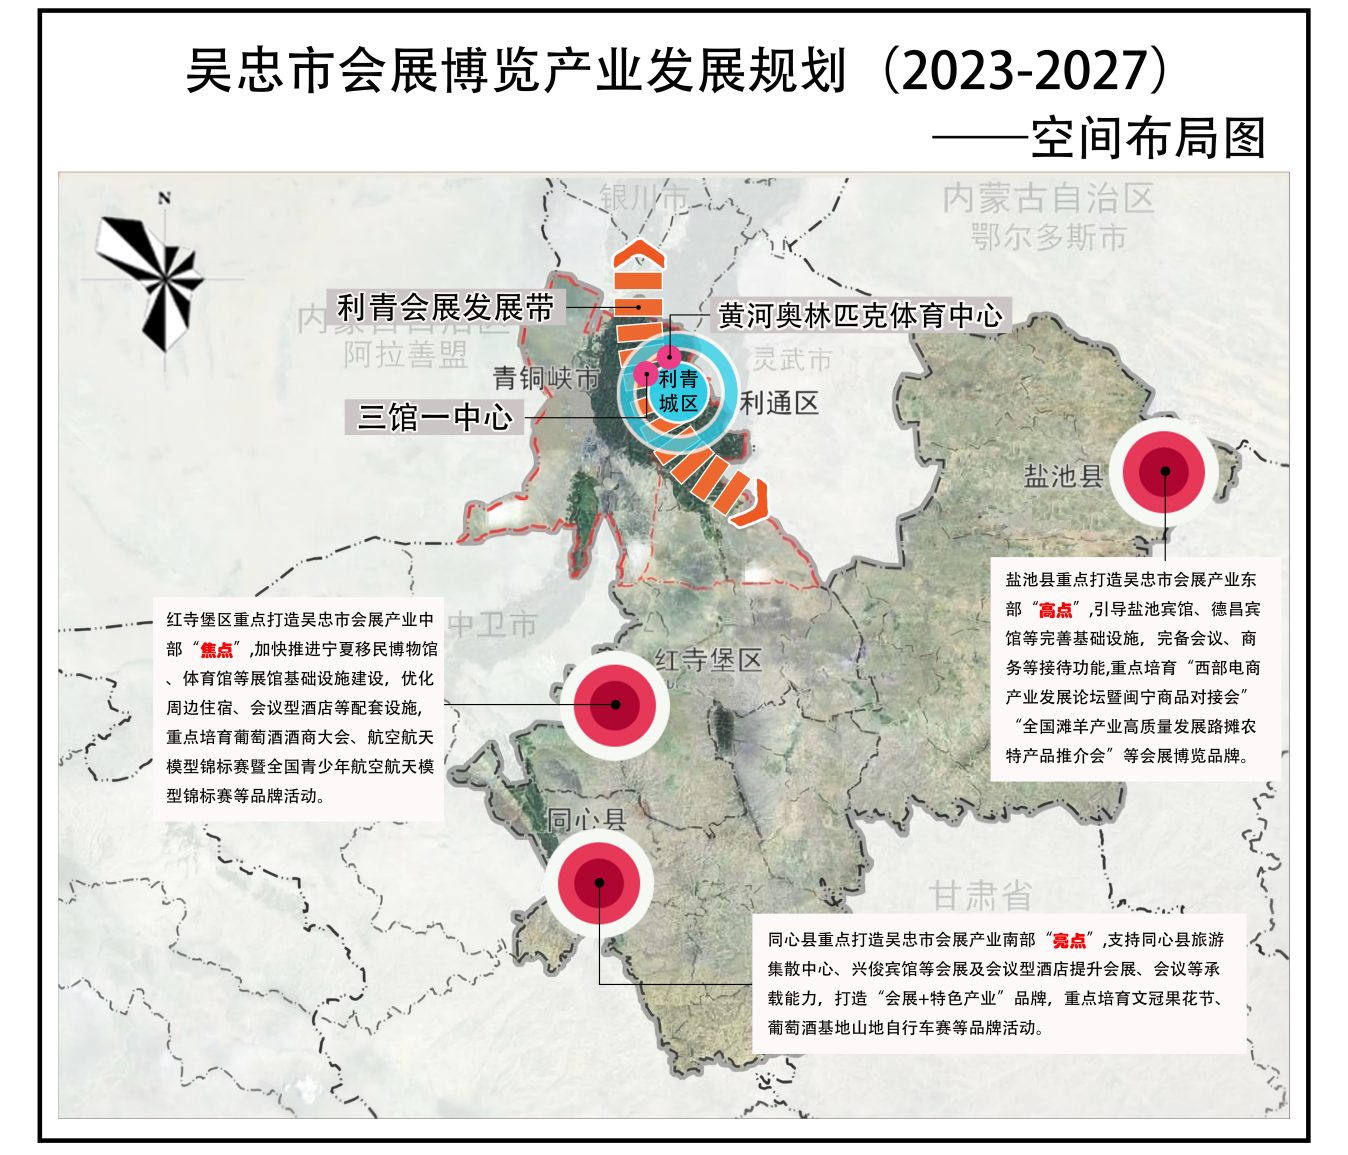 吴忠市会展博览产业发展规划（2023-2027）
——空间布局图
N
银川市
内蒙古自治区
鄂尔多斯市
利青会展发展带
黄河奥林匹克体育中心
内蒙古自治区
阿拉善盟
灵武市
青铜峡市
利青
城区
利通区
三馆一中心
盐池县
盐池县重点打造吴忠市会展产业东
部“高点”,引导盐池宾馆、德昌宾
馆等完善基础设施，完备会议、商
务等接待功能,重点培育“西部电商
产业发展论坛暨闽宁商品对接会”
“全国滩羊产业高质量发展路摊农
特产品推介会”等会展博览品牌。
中卫市
红寺堡区重点打造吴忠市会展产业中
部“焦点”,加快推进宁夏移民博物馆
、体育馆等展馆基础设施建设，优化
周边住宿、会议型酒店等配套设施,
重点培育葡萄酒酒商大会、航空航天
模型锦标赛暨全国青少年航空航天模
型锦标赛等品牌活动。
红寺堡区
同心县
甘肃省
同心县重点打造吴忠市会展产业南部“亮点”,支持同心县旅游
集散中心、兴俊宾馆等会展及会议型酒店提升会展、会议等承
载能力，打造“会展+特色产业”品牌，重点培育文冠果花节、
葡萄酒基地山地自行车赛等品牌活动。